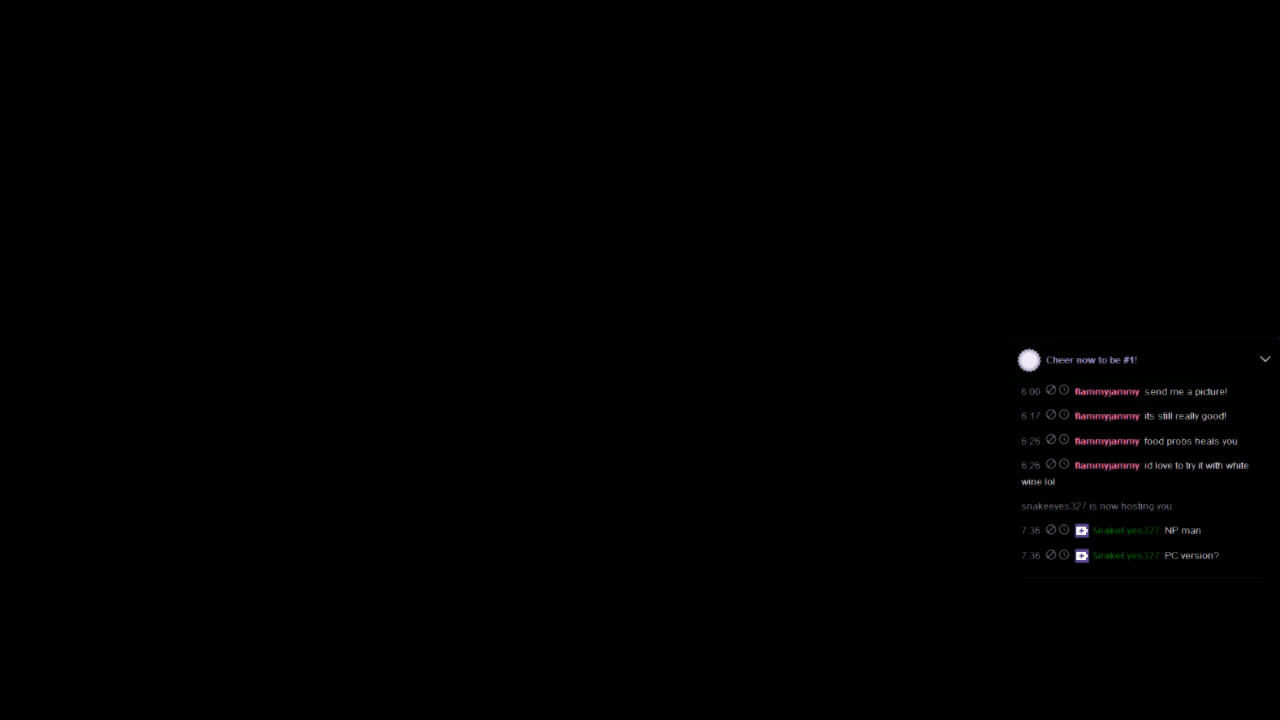 Cheer now to be #1!
6:00 flammyjammy send me a picture!
6:17 flammyjammy its still really good!
6:26 flammyjammy food probs heals you
6:26 flammyjammy id love to try it with white
wine lol
snakeeyes327 is now hosting you.
7:36 SnakeEyes327: NP man
7:36 SnakeEyes327: PC version?